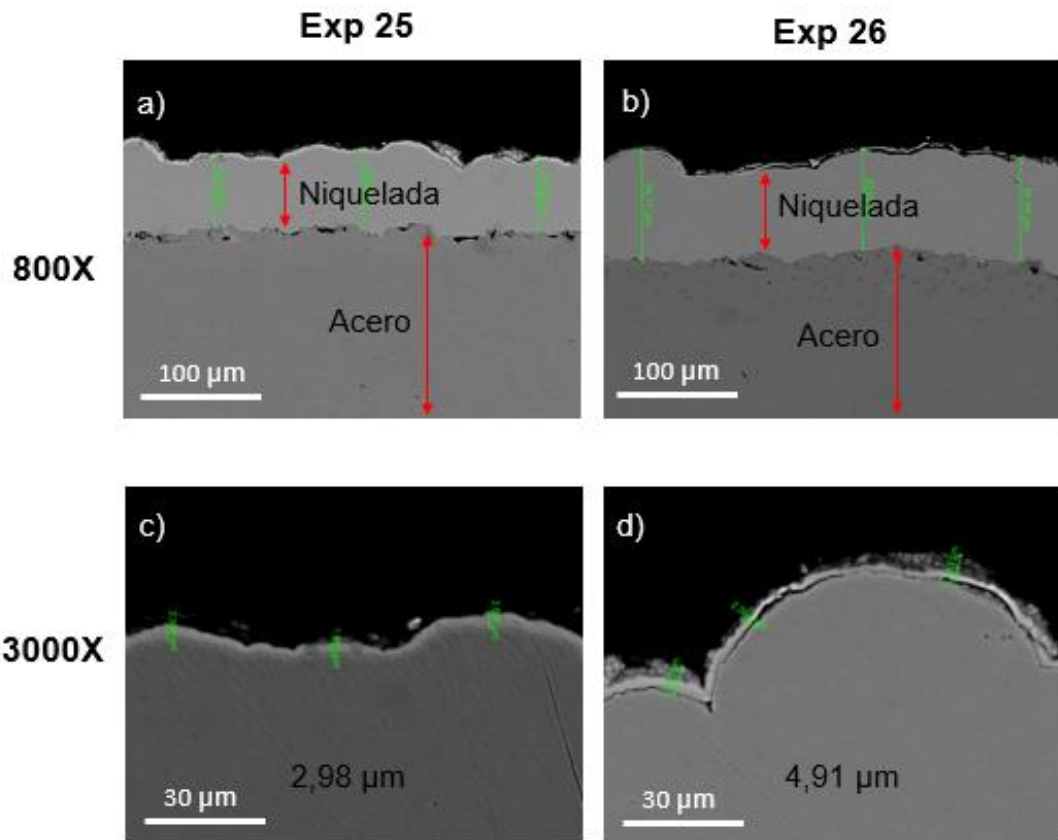 Exp 25
Exp 26
800X
a)
Niquelada
Acero
100 µm
b)
Niquelada
Acero
100 µm
3000X
c)
2,98 µm
30 µm
d)
4,91 µm
30 µm